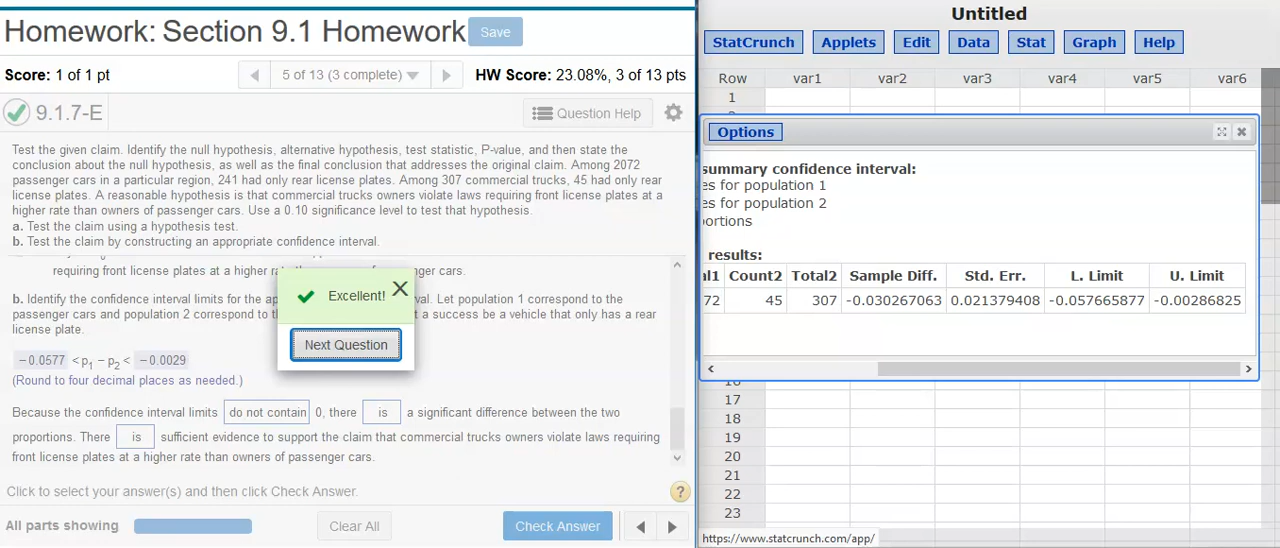 Homework: Section 9.1 Homework
Save
Score: 1 of 1 pt
5 of 13 (3 complete)
HW Score: 23.08%, 3 of 13 pts
9.1.7-E
Question Help
Test the given claim. Identify the null hypothesis, alternative hypothesis, test statistic, P-value, and then state the
conclusion about the null hypothesis, as well as the final conclusion that addresses the original claim. Among 2072
passenger cars in a particular region, 241 had only rear license plates. Among 307 commercial trucks, 45 had only rear
license plates. A reasonable hypothesis is that commercial trucks owners violate laws requiring front license plates at a
higher rate than owners of passenger cars. Use a 0.10 significance level to test that hypothesis.
a. Test the claim using a hypothesis test.
b. Test the claim by constructing an appropriate confidence interval.
requiring front license plates at a higher ra
ger cars.
b. Identify the confidence interval limits for the ap
val. Let population 1 correspond to the
passenger cars and population 2 correspond to th
t a success be a vehicle that only has a rear
license plate.
−0.0577 < p1 − p2 < −0.0029
(Round to four decimal places as needed.)
Because the confidence interval limits do not contain 0, there is a significant difference between the two
proportions. There is sufficient evidence to support the claim that commercial trucks owners violate laws requiring
front license plates at a higher rate than owners of passenger cars.
Excellent!
Next Question
Click to select your answer(s) and then click Check Answer.
?
All parts showing
Clear All
Check Answer
Untitled
StatCrunch
Applets
Edit
Data
Stat
Graph
Help
Row var1 var2 var3 var4 var5 var6
1
Options
summary confidence interval:
es for population 1
es for population 2
portions
results:
al1 Count2 Total2 Sample Diff. Std. Err. L. Limit U. Limit
72 45 307 -0.030267063 0.021379408 -0.057665877 -0.00286825
17
18
19
20
21
22
23
https://www.statcrunch.com/app/